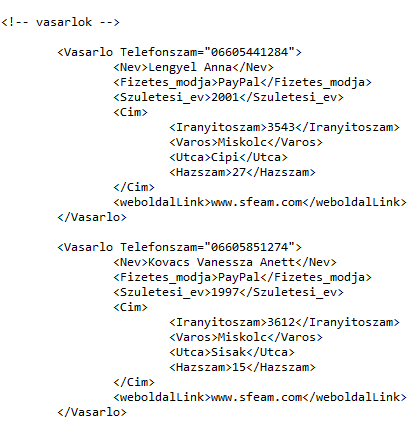 <!-- vasarlok -->
<Vasarlo Telefonszam="06605441284">
<Nev>Lengyel Anna</Nev>
<Fizetes_modja>PayPal</Fizetes_modja>
<Szuletesi_ev>2001</Szuletesi_ev>
<Cim>
<Iranyitoszam>3543</Iranyitoszam>
<Varos>Miskolc</Varos>
<Utca>Cipi</Utca>
<Hazszam>27</Hazszam>
</Cim>
<weboldalLink>www.sfeam.com</weboldalLink>
</Vasarlo>
<Vasarlo Telefonszam="06605851274">
<Nev>Kovacs Vanessza Anett</Nev>
<Fizetes_modja>PayPal</Fizetes_modja>
<Szuletesi_ev>1997</Szuletesi_ev>
<Cim>
<Iranyitoszam>3612</Iranyitoszam>
<Varos>Miskolc</Varos>
<Utca>Sisak</Utca>
<Hazszam>15</Hazszam>
</Cim>
<weboldalLink>www.sfeam.com</weboldalLink>
</Vasarlo>